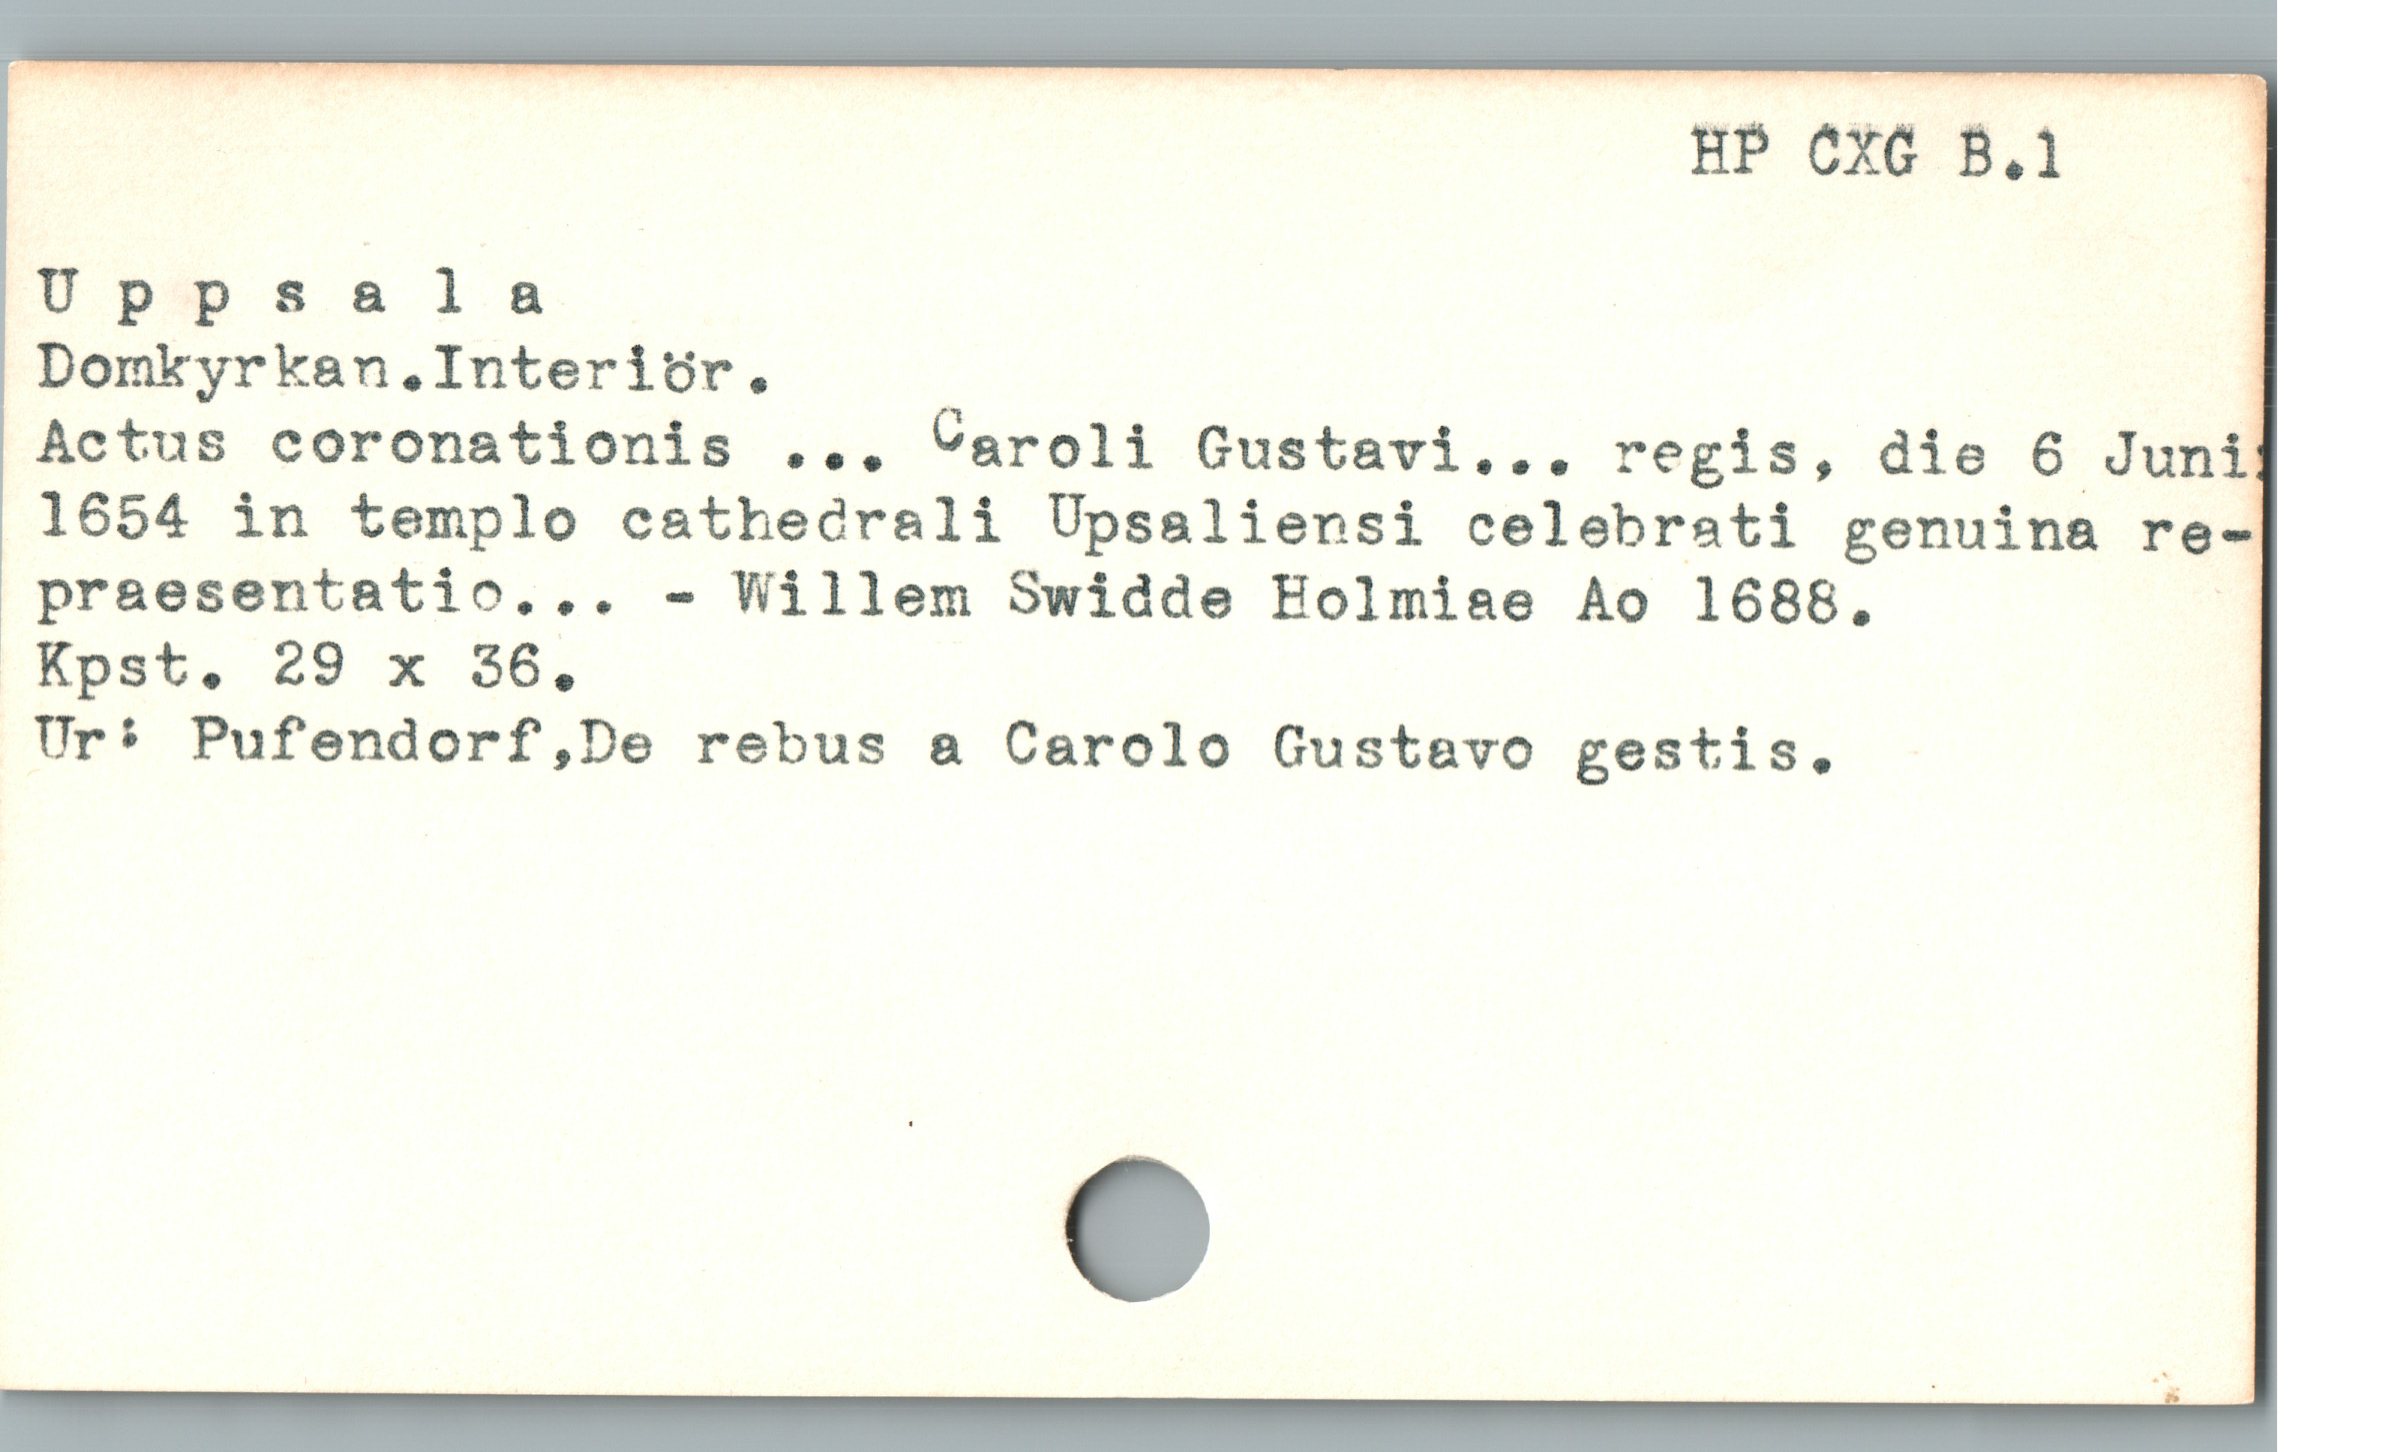 HP CXG B.1
U p p s a l a
Domkyrkan.Interiör.
Actus coronationis ... Caroli Gustavi... regis, die 6 Juni
1654 in templo cathedrali Upsaliensi celebrati genuina re-
praesentatio... - Willem Swidde Holmiae Ao 1688.
Kpst. 29 x 36.
Ur: Pufendorf,De rebus a Carolo Gustavo gestis.